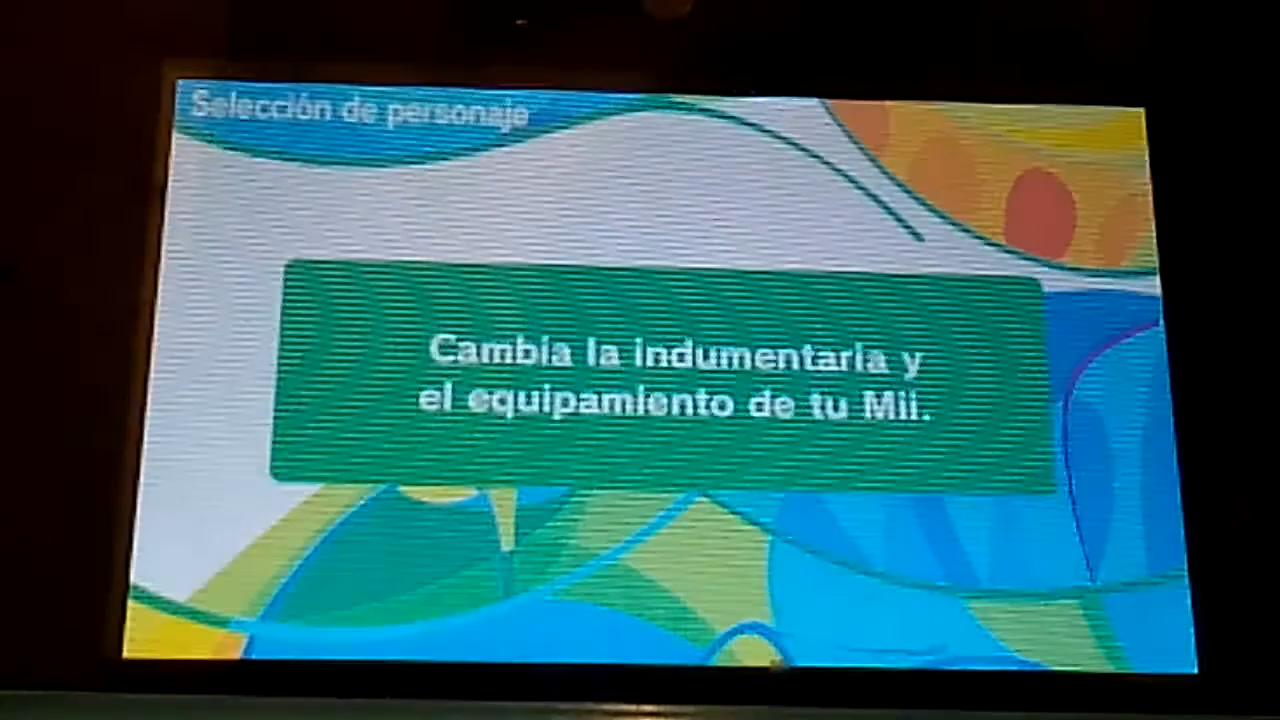 Selección de personaje
Cambia la indumentaria y
el equipamiento de tu Mii.